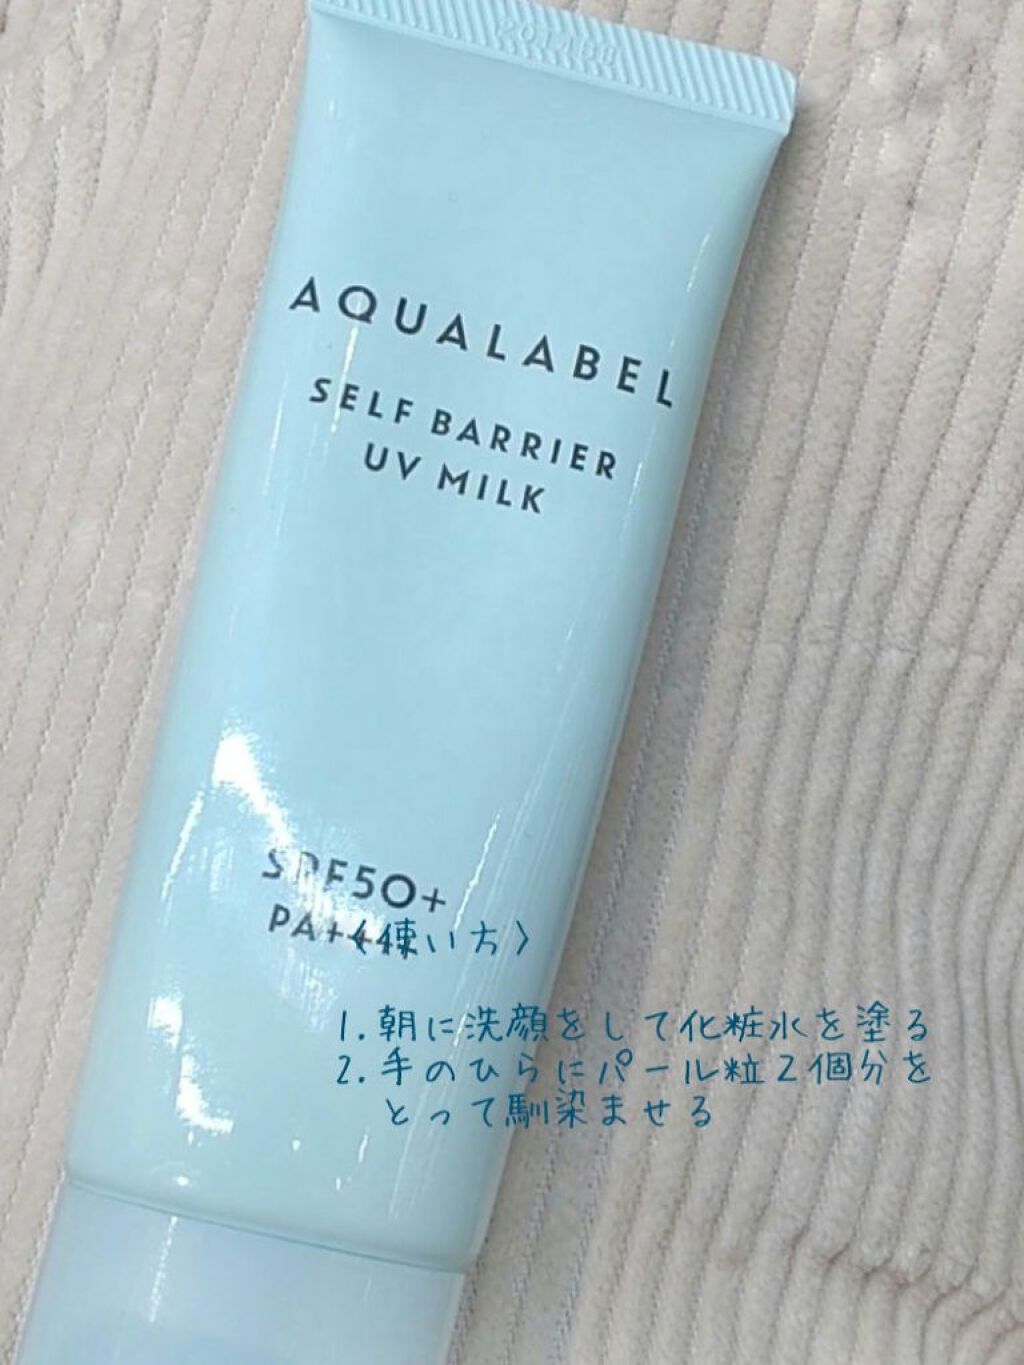 AQUALABEL
SELF BARRIER
UV MILK
SPF50+
〈使い方〉
1.朝に洗顔をして化粧水を塗る
2.手のひらにパール粒2個分を
とって馴染ませる